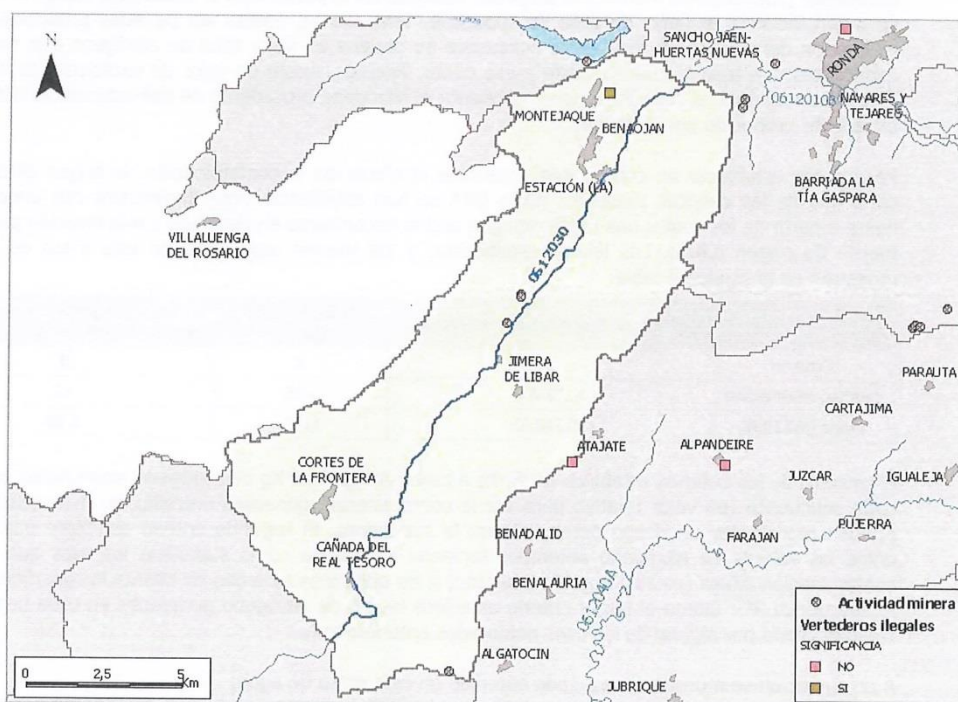 N
SANCHO JAEN-
HUERTAS NUEVAS
RONDA
MONTEJAQUE
BENAOJAN
NAVARES Y
TEJARES
ESTACIÓN (LA)
BARRIADA LA
TÍA GASPARA
VILLALUENGA
DEL ROSARIO
0612030
JIMERA
DE LIBAR
PARAUTA
CARTAJIMA
ATAJATE
ALPANDEIRE
CORTES DE
LA FRONTERA
JUZCAR
IGUALEJA
BENADALID
FARAJAN
PUJERRA
CAÑADA DEL
REAL TESORO
BENALAURIA
0612040A
ALGATOCIN
JUBRIQUE
Actividad minera
Vertederos ilegales
SIGNIFICANCIA
NO
SI
0 2,5 5
Km